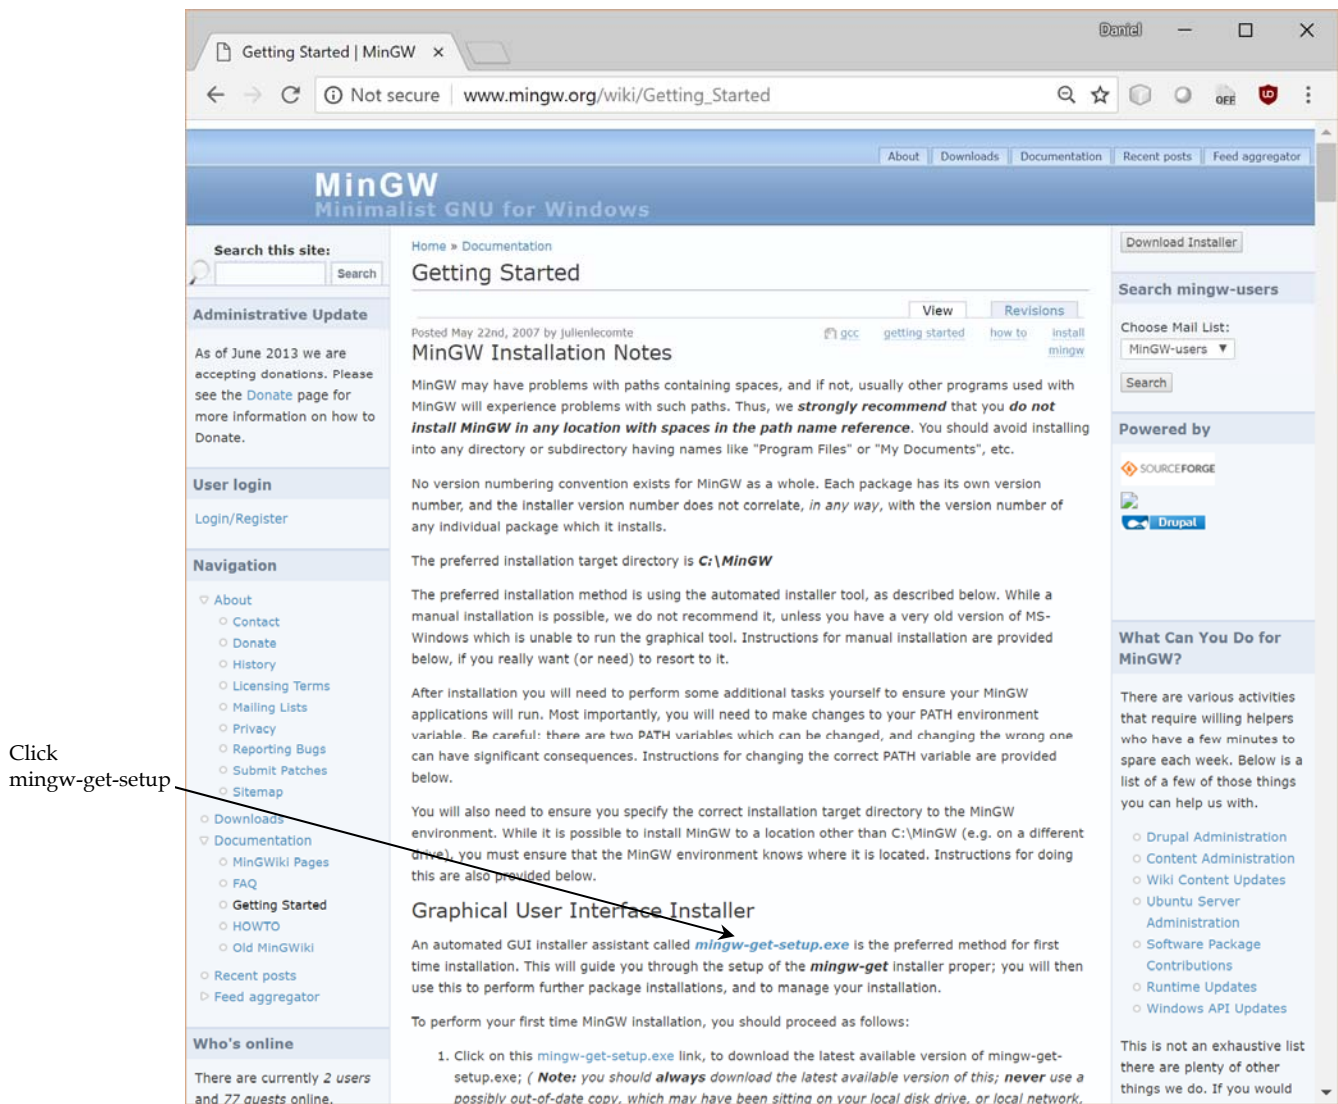 Daniel
Getting Started | MinGW
Not secure
www.mingw.org/wiki/Getting_Started
OFF
About
Downloads
Documentation
Recent posts
Feed aggregator
MinGW
Minimalist GNU for Windows
Search this site:
Search
Administrative Update
As of June 2013 we are
accepting donations. Please
see the Donate page for
more information on how to
Donate.
User login
Login/Register
Navigation
About
Contact
Donate
History
Licensing Terms
Mailing Lists
Privacy
Reporting Bugs
Submit Patches
Sitemap
Downloads
Documentation
MinGWiki Pages
FAQ
Getting Started
HOWTO
Old MinGWiki
Recent posts
Feed aggregator
Who's online
There are currently 2 users
and 77 guests online.
Click
mingw-get-setup
Home » Documentation
Getting Started
View
Revisions
Posted May 22nd, 2007 by julienlecomte
gcc
getting started
how to
install
mingw
MinGW Installation Notes
MinGW may have problems with paths containing spaces, and if not, usually other programs used with
MinGW will experience problems with such paths. Thus, we strongly recommend that you do not
install MinGW in any location with spaces in the path name reference. You should avoid installing
into any directory or subdirectory having names like "Program Files" or "My Documents", etc.
No version numbering convention exists for MinGW as a whole. Each package has its own version
number, and the installer version number does not correlate, in any way, with the version number of
any individual package which it installs.
The preferred installation target directory is C:\MinGW
The preferred installation method is using the automated installer tool, as described below. While a
manual installation is possible, we do not recommend it, unless you have a very old version of MS-
Windows which is unable to run the graphical tool. Instructions for manual installation are provided
below, if you really want (or need) to resort to it.
After installation you will need to perform some additional tasks yourself to ensure your MinGW
applications will run. Most importantly, you will need to make changes to your PATH environment
variable. Be careful: there are two PATH variables which can be changed, and changing the wrong one
can have significant consequences. Instructions for changing the correct PATH variable are provided
below.
You will also need to ensure you specify the correct installation target directory to the MinGW
environment. While it is possible to install MinGW to a location other than C:\MinGW (e.g. on a different
drive), you must ensure that the MinGW environment knows where it is located. Instructions for doing
this are also provided below.
Graphical User Interface Installer
An automated GUI installer assistant called mingw-get-setup.exe is the preferred method for first
time installation. This will guide you through the setup of the mingw-get installer proper; you will then
use this to perform further package installations, and to manage your installation.
To perform your first time MinGW installation, you should proceed as follows:
1. Click on this mingw-get-setup.exe link, to download the latest available version of mingw-get-
setup.exe; ( Note: you should always download the latest available version of this; never use a
possibly out-of-date copy, which may have been sitting on your local disk drive, or local network,
Download Installer
Search mingw-users
Choose Mail List:
MinGW-users
Search
Powered by
SOURCEFORGE
Drupal
What Can You Do for
MinGW?
There are various activities
that require willing helpers
who have a few minutes to
spare each week. Below is a
list of a few of those things
you can help us with.
Drupal Administration
Content Administration
Wiki Content Updates
Ubuntu Server
Administration
Software Package
Contributions
Runtime Updates
Windows API Updates
This is not an exhaustive list
there are plenty of other
things we do. If you would